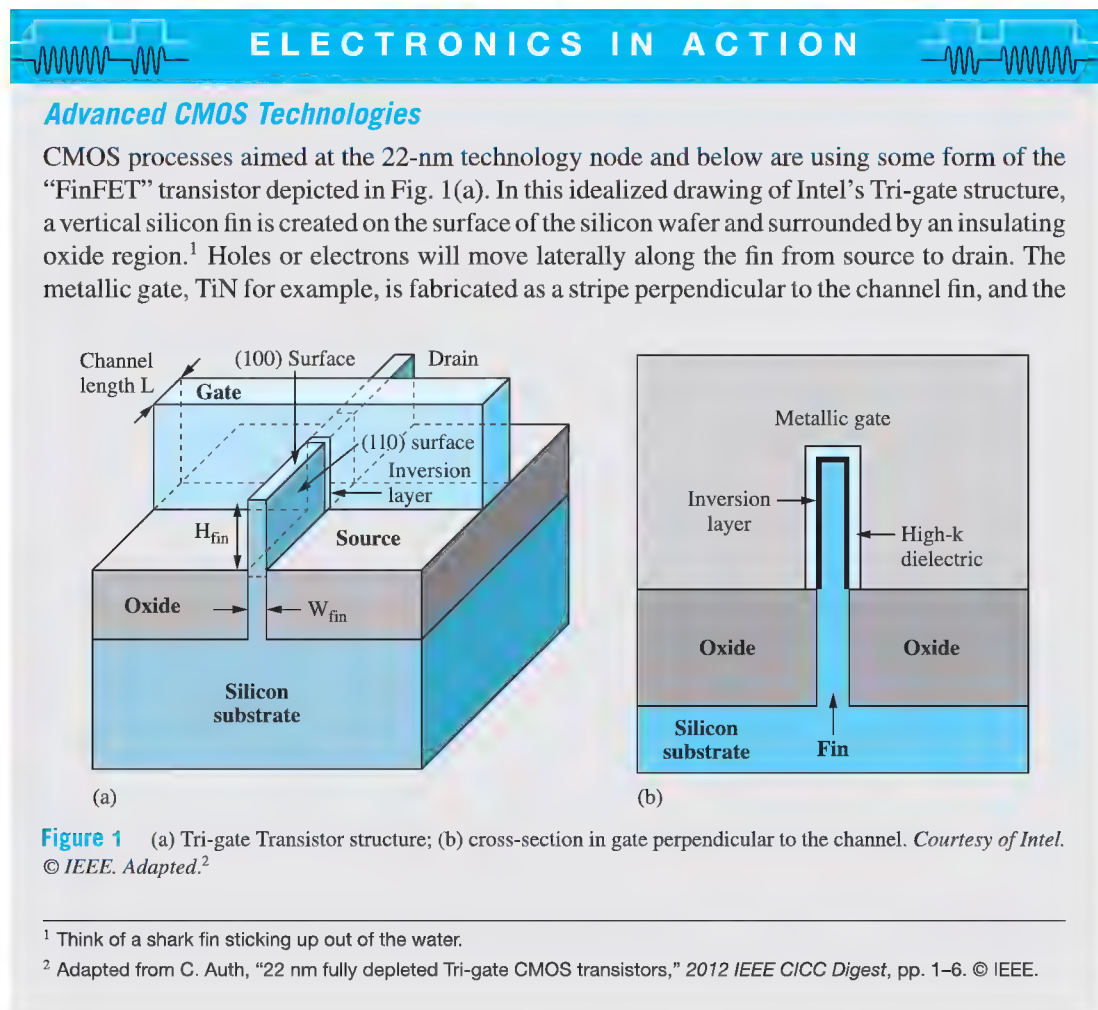 ELECTRONICS IN ACTION
Advanced CMOS Technologies
CMOS processes aimed at the 22-nm technology node and below are using some form of the
“FinFET” transistor depicted in Fig. 1(a). In this idealized drawing of Intel’s Tri-gate structure,
a vertical silicon fin is created on the surface of the silicon wafer and surrounded by an insulating
oxide region.¹ Holes or electrons will move laterally along the fin from source to drain. The
metallic gate, TiN for example, is fabricated as a stripe perpendicular to the channel fin, and the
Channel
length L
(100) Surface
Drain
Gate
(110) surface
Inversion
layer
Hfin
Source
Oxide
Wfin
Silicon
substrate
(a)
Metallic gate
Inversion
layer
High-k
dielectric
Oxide
Oxide
Silicon
substrate
Fin
(b)
Figure 1 (a) Tri-gate Transistor structure; (b) cross-section in gate perpendicular to the channel. Courtesy of Intel.
© IEEE. Adapted.²
¹ Think of a shark fin sticking up out of the water.
² Adapted from C. Auth, “22 nm fully depleted Tri-gate CMOS transistors,” 2012 IEEE CICC Digest, pp. 1–6. © IEEE.